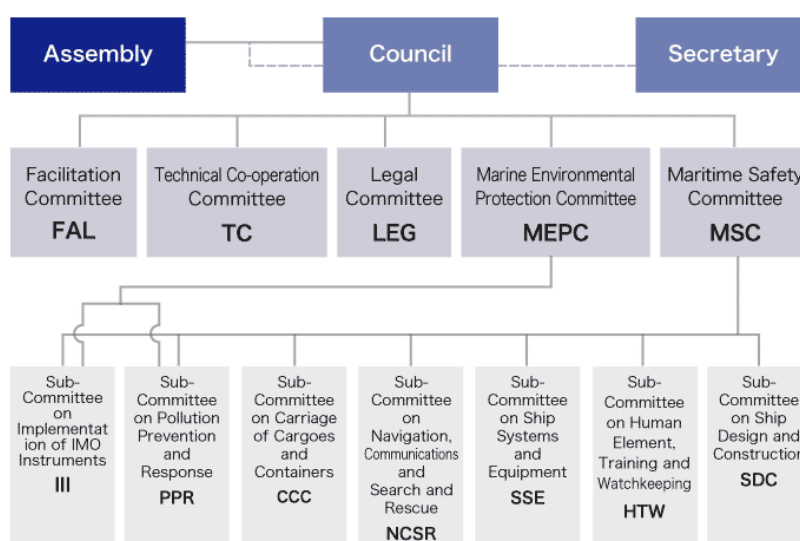 Assembly
Council
Secretary
Facilitation
Committee
FAL
Technical Co-operation
Committee
TC
Legal
Committee
LEG
Marine Environmental
Protection Committee
MEPC
Maritime Safety
Committee
MSC
Sub-
Committee
on
Implementat
ion of IMO
Instruments
III
Sub-
Committee
on Pollution
Prevention
and
Response
PPR
Sub-
Committee
on Carriage
of Cargoes
and
Containers
CCC
Sub-
Committee
on
Navigation,
Communications
and
Search and
Rescue
NCSR
Sub-
Committee
on Ship
Systems
and
Equipment
SSE
Sub-
Committee
on Human
Element,
Training and
Watchkeeping
HTW
Sub-
Committee
on Ship
Design and
Construction
SDC